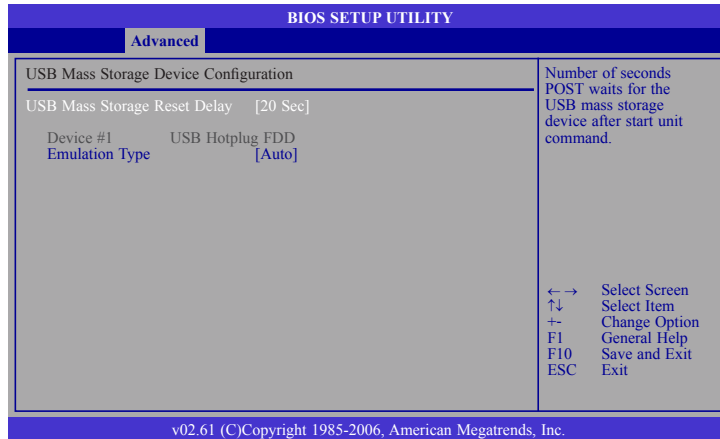 BIOS SETUP UTILITY
Advanced
USB Mass Storage Device Configuration
USB Mass Storage Reset Delay [20 Sec]
Device #1 USB Hotplug FDD
Emulation Type [Auto]
Number of seconds
POST waits for the
USB mass storage
device after start unit
command.
←→ Select Screen
↑↓ Select Item
+- Change Option
F1 General Help
F10 Save and Exit
ESC Exit
v02.61 (C)Copyright 1985-2006, American Megatrends, Inc.